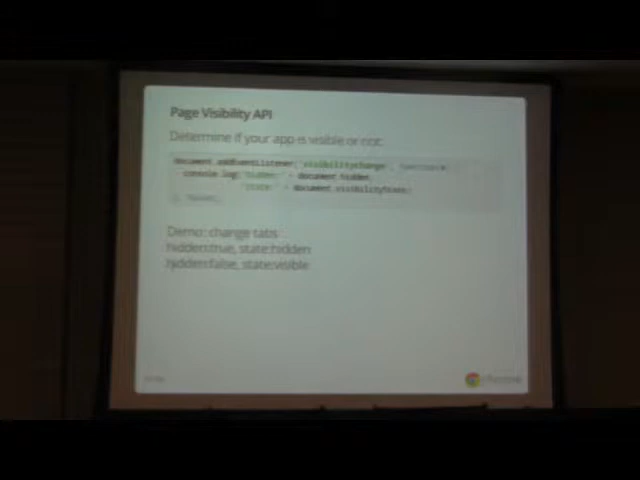 Page Visibility API
Determine if your app is visible or not:
document.addEventListener('visibilitychange', function(e)
console.log('hidden:' + document.hidden,
'state:' + document.visibilityState)
Demo: change tabs
hidden:true, state:hidden
hidden:false, state:visible
chrome